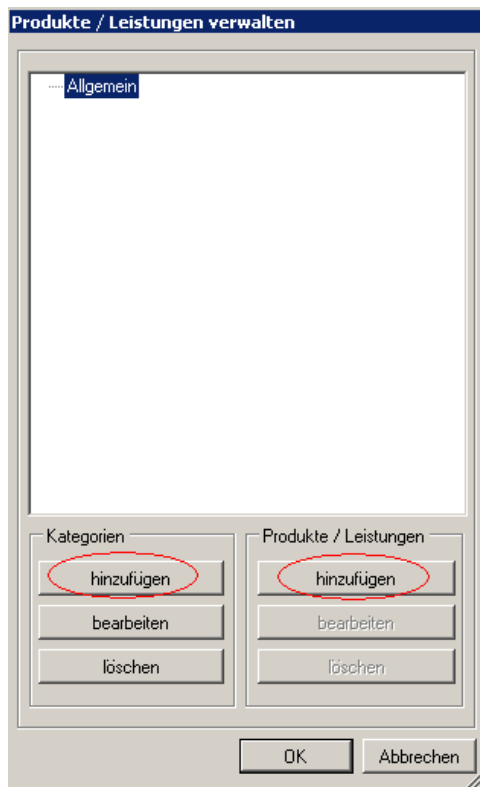 Produkte / Leistungen verwalten
Allgemein
Kategorien
hinzufügen
bearbeiten
löschen
Produkte / Leistungen
hinzufügen
bearbeiten
löschen
OK
Abbrechen